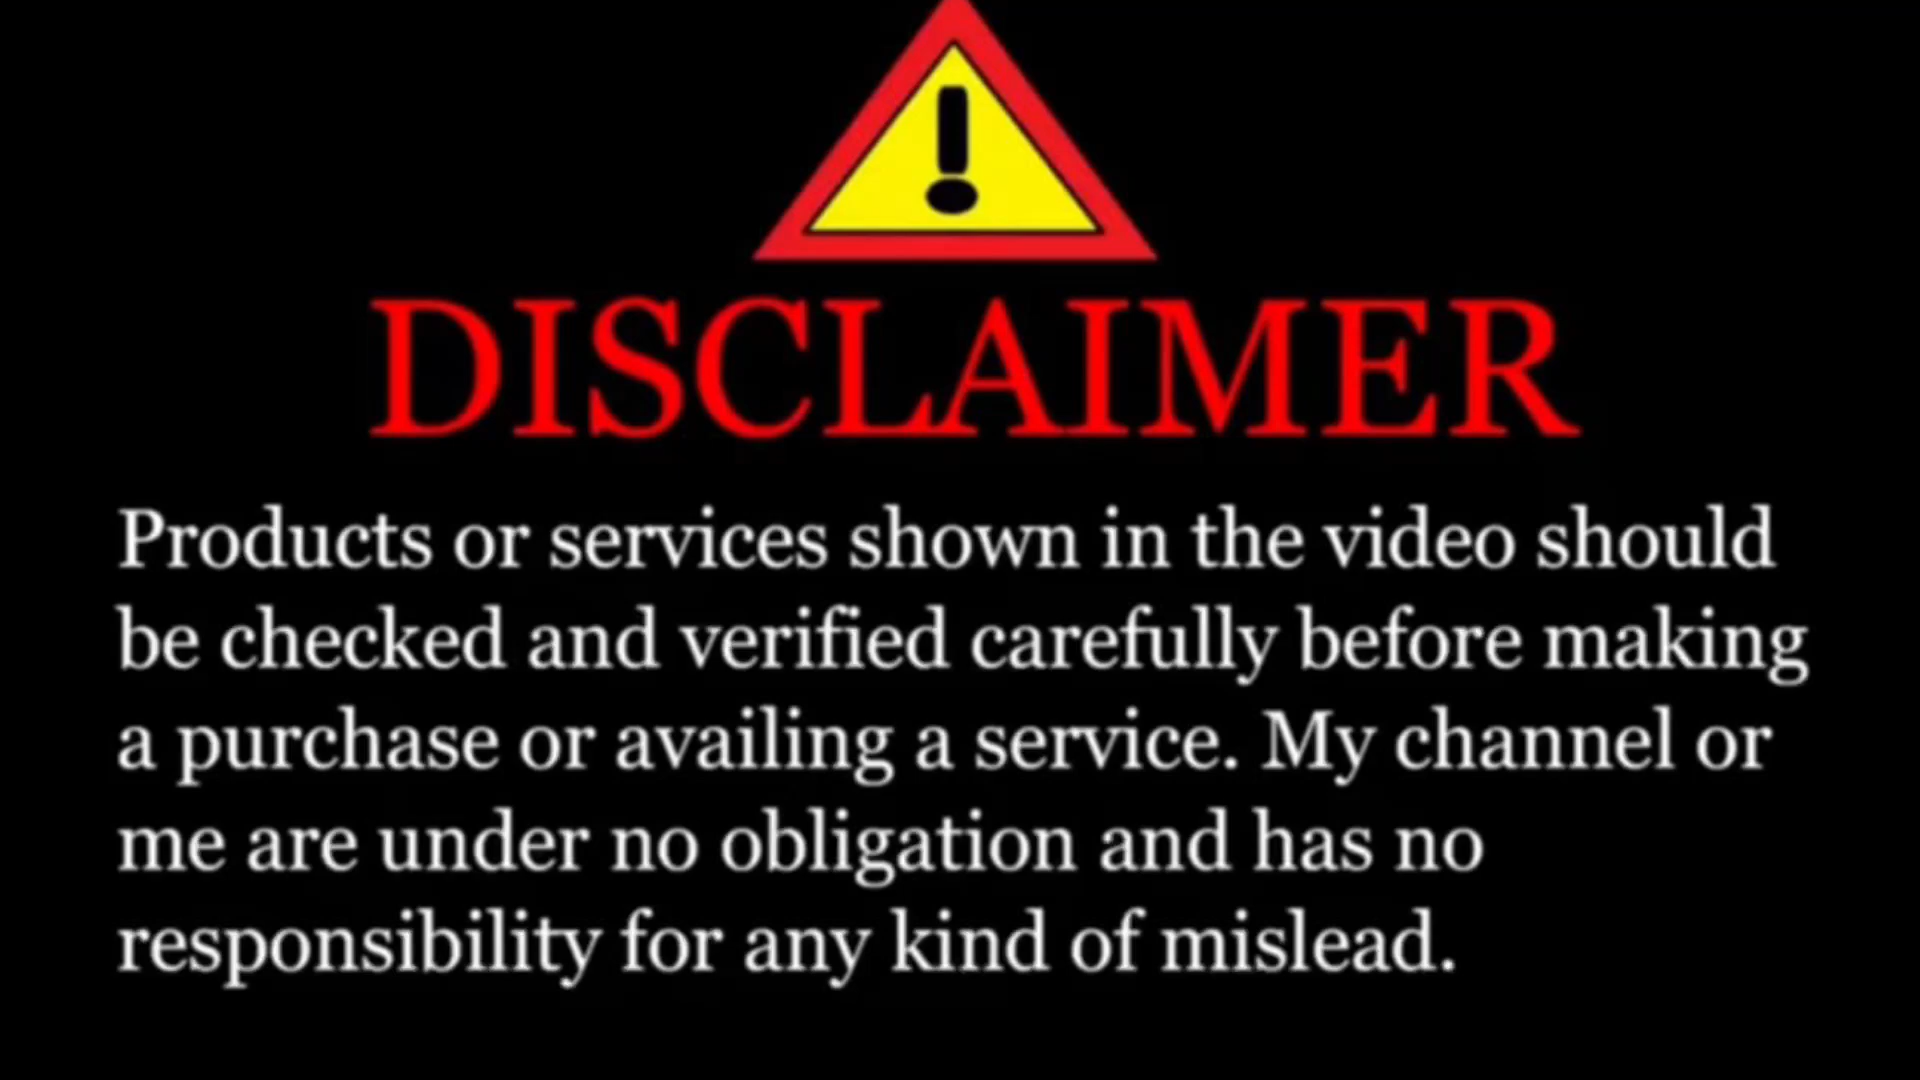 DISCLAIMER
Products or services shown in the video should
be checked and verified carefully before making
a purchase or availing a service. My channel or
me are under no obligation and has no
responsibility for any kind of mislead.